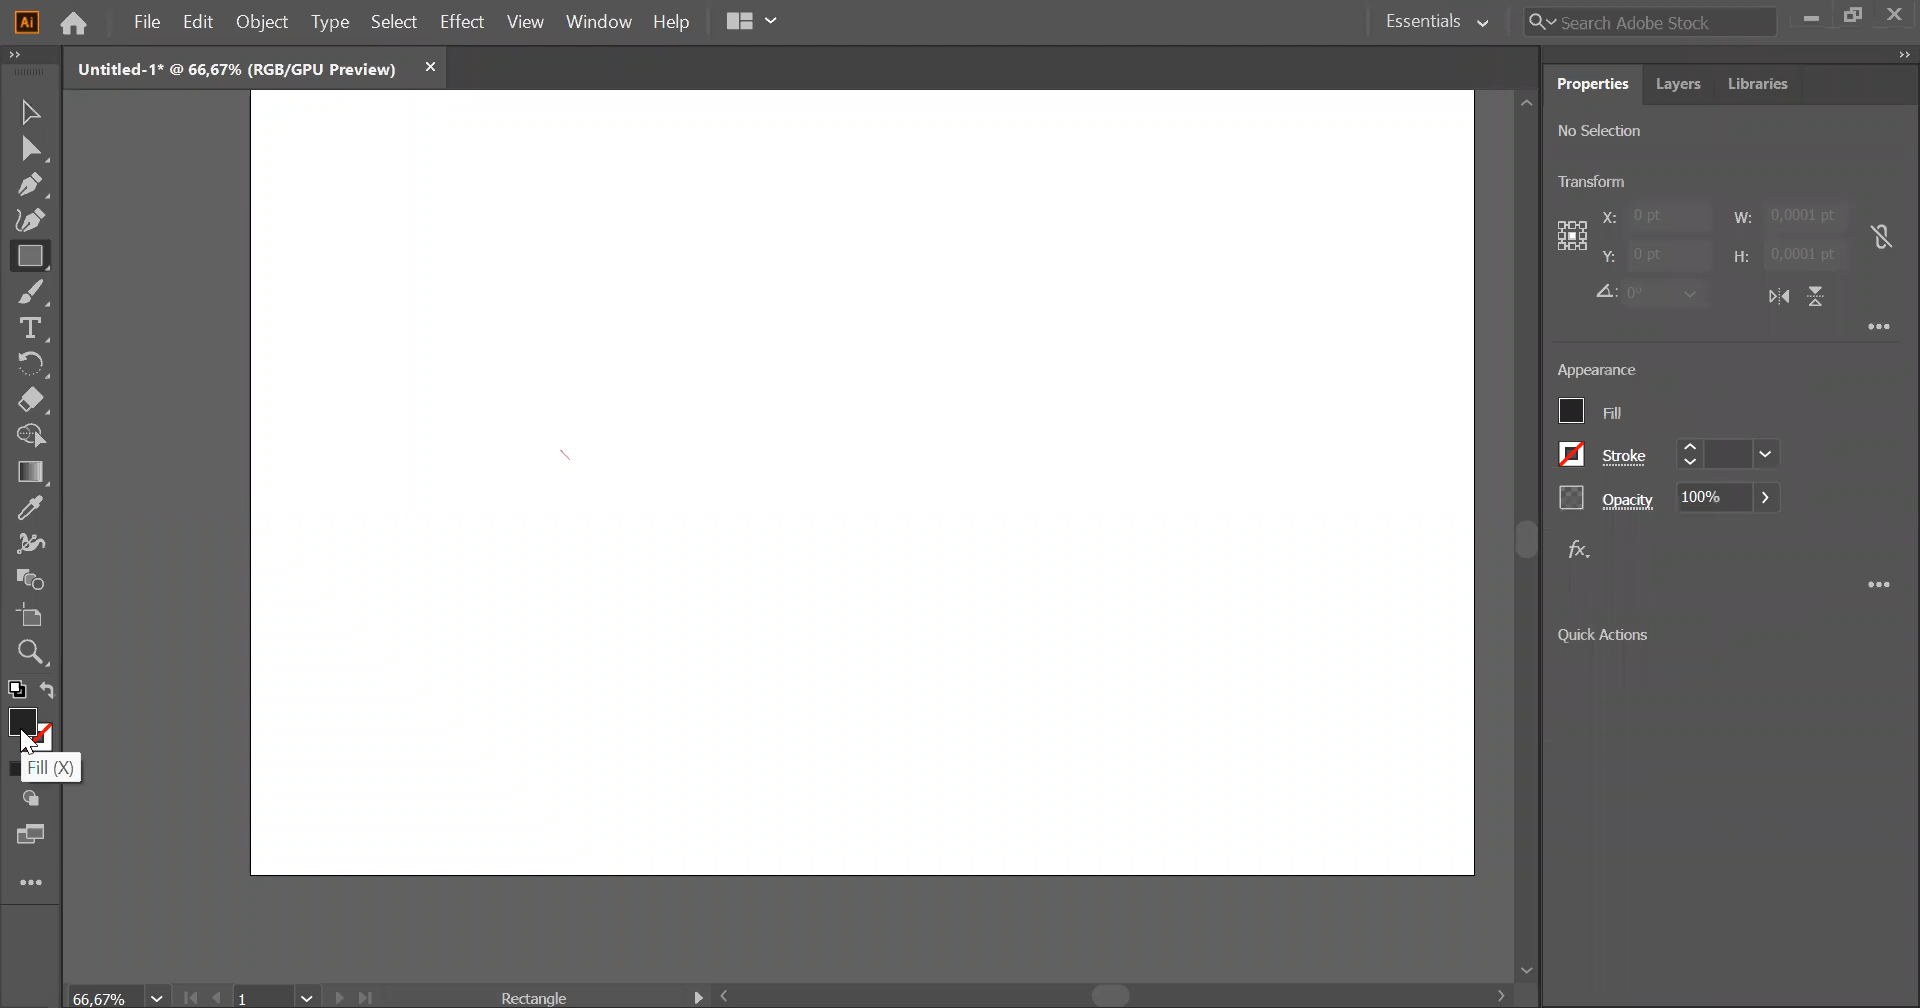 Ai File Edit Object Type Select Effect View Window Help Essentials Search Adobe Stock
Untitled-1* @ 66,67% (RGB/GPU Preview)
Properties Layers Libraries
No Selection
Transform
X: 0 pt W: 0,0001 pt
Y: 0 pt H: 0,0001 pt
0°
Appearance
Fill
Stroke
Opacity 100%
fx.
Quick Actions
Fill (X)
66,67% 1 Rectangle